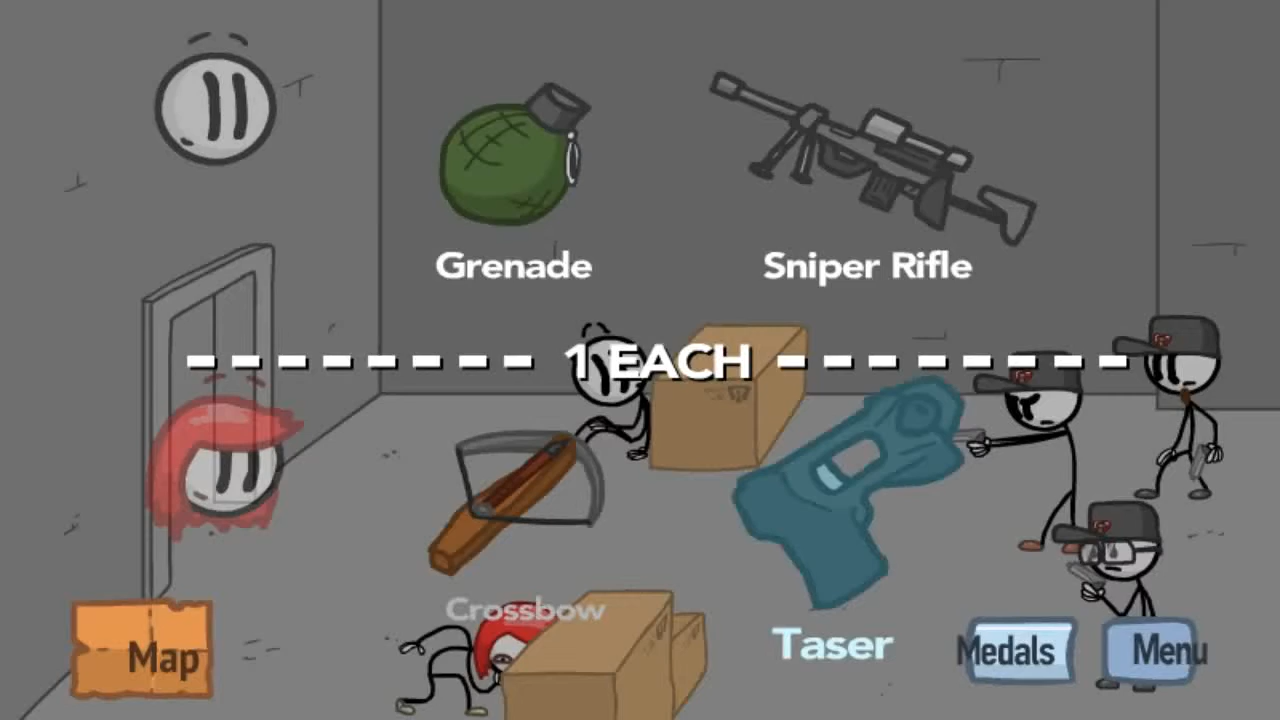 Grenade
Sniper Rifle
1 EACH
Crossbow
Taser
Map
Medals
Menu